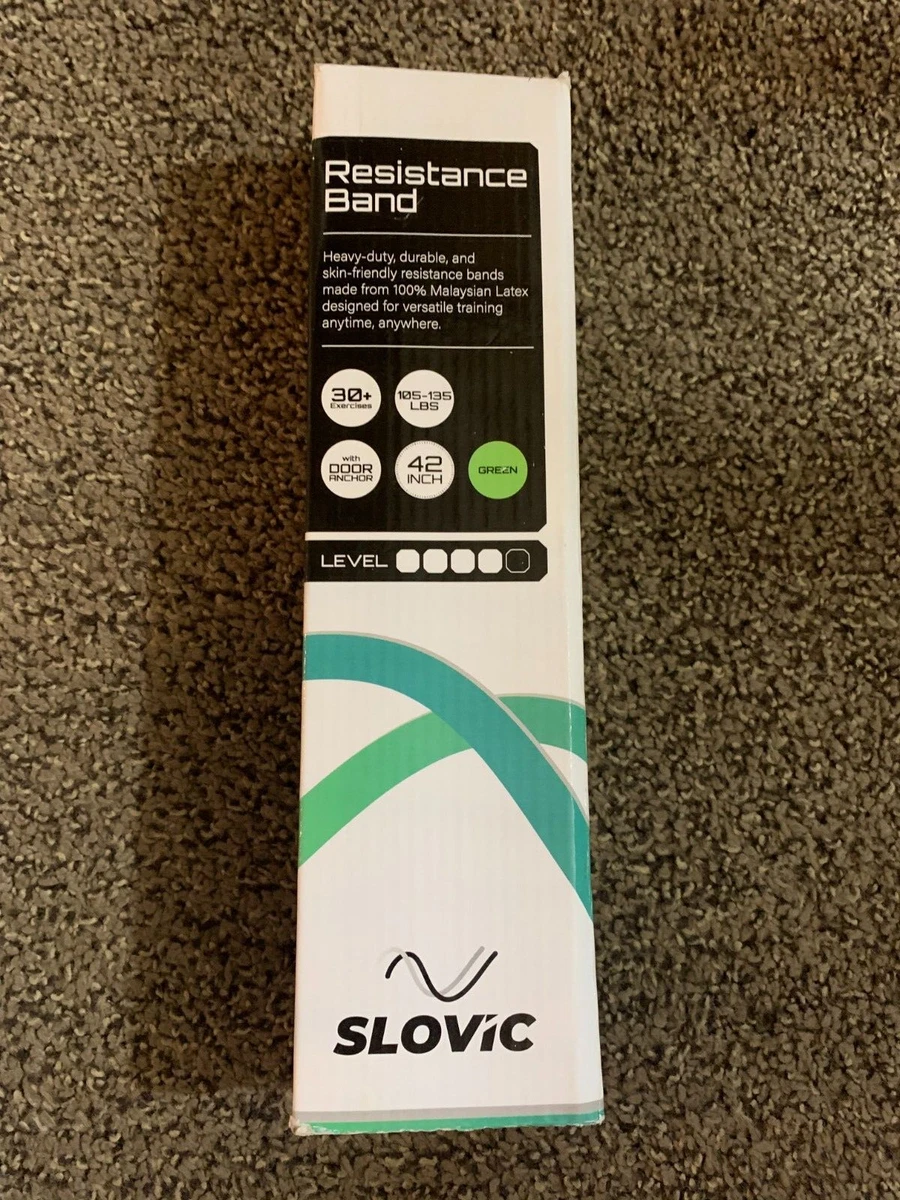 Resistance
Band
Heavy-duty, durable, and
skin-friendly resistance bands
made from 100% Malaysian Latex
designed for versatile training
anytime, anywhere.
30+
Exercises
105-135
LBS
with
DOOR
ANCHOR
42
INCH
GREEN
LEVEL
SLOVIC